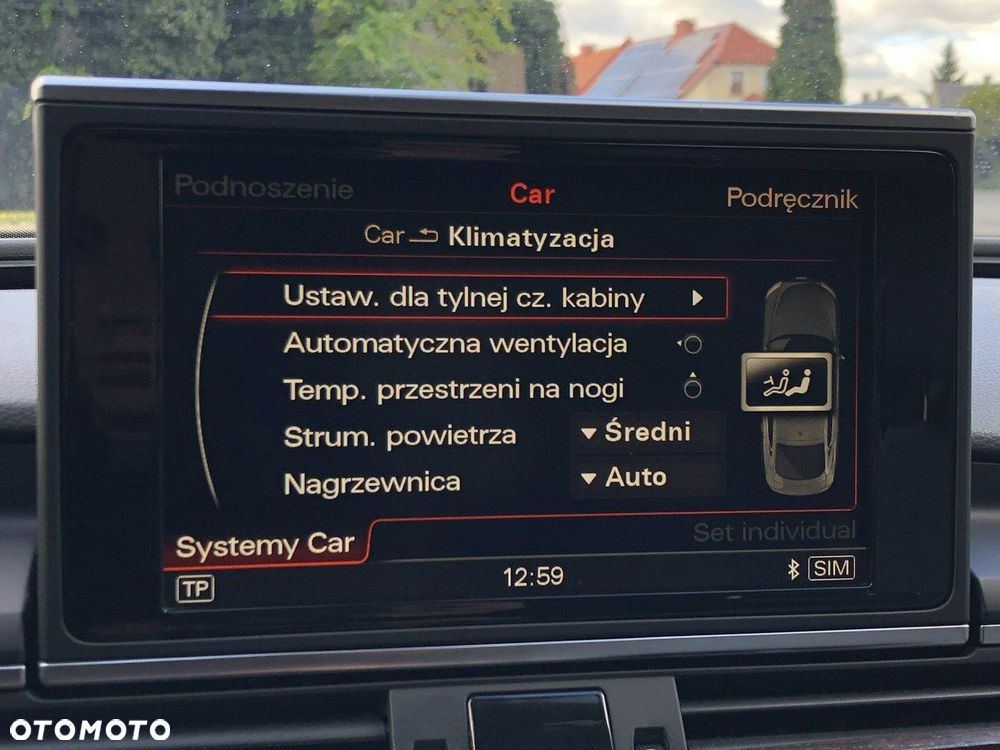 Podnoszenie Car Podręcznik
Car Klimatyzacja
Ustaw. dla tylnej cz. kabiny
Automatyczna wentylacja
Temp. przestrzeni na nogi
Strum. powietrza Średni
Nagrzewnica Auto
Set individual
Systemy Car
TP 12:59 SIM
OTOMOTO